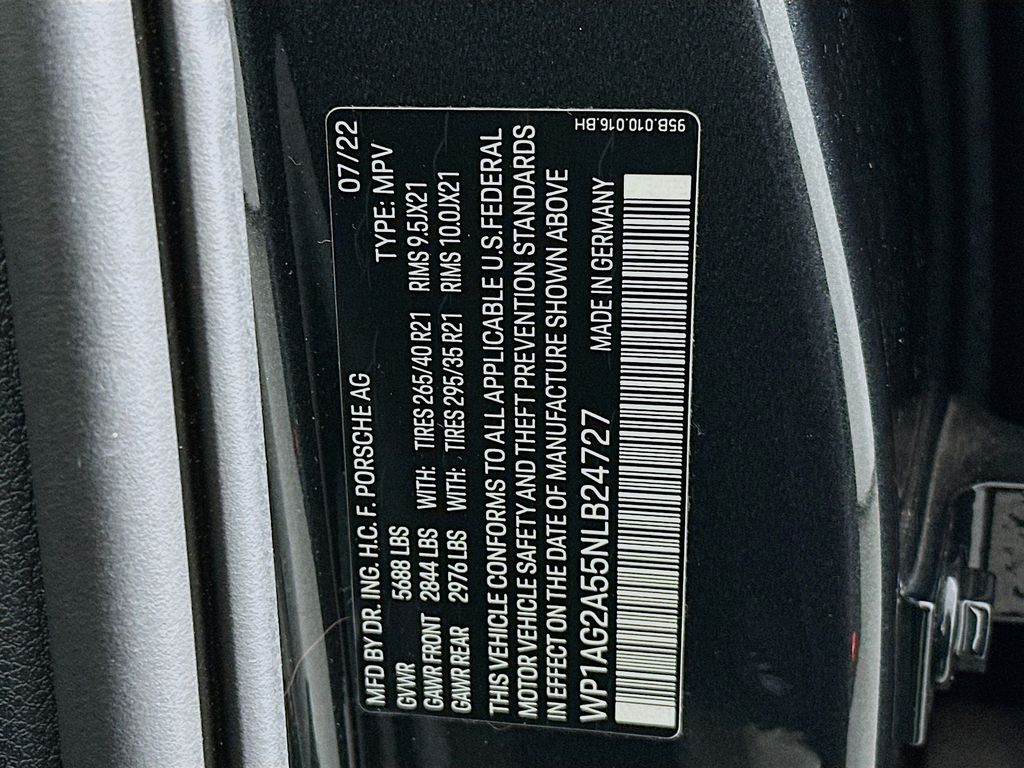 MFD BY DR. ING. H.C. F. PORSCHE AG 07/22
GVWR 5688 LBS TYPE: MPV
GAWR FRONT 2844 LBS WITH: TIRES 265/40 R21 RIMS 9.5JX21
GAWR REAR 2976 LBS WITH: TIRES 295/35 R21 RIMS 10.0JX21
THIS VEHICLE CONFORMS TO ALL APPLICABLE U.S.FEDERAL
MOTOR VEHICLE SAFETY AND THEFT PREVENTION STANDARDS
IN EFFECT ON THE DATE OF MANUFACTURE SHOWN ABOVE
WP1AG2A55NLB24727 MADE IN GERMANY
95B.010.016.BH